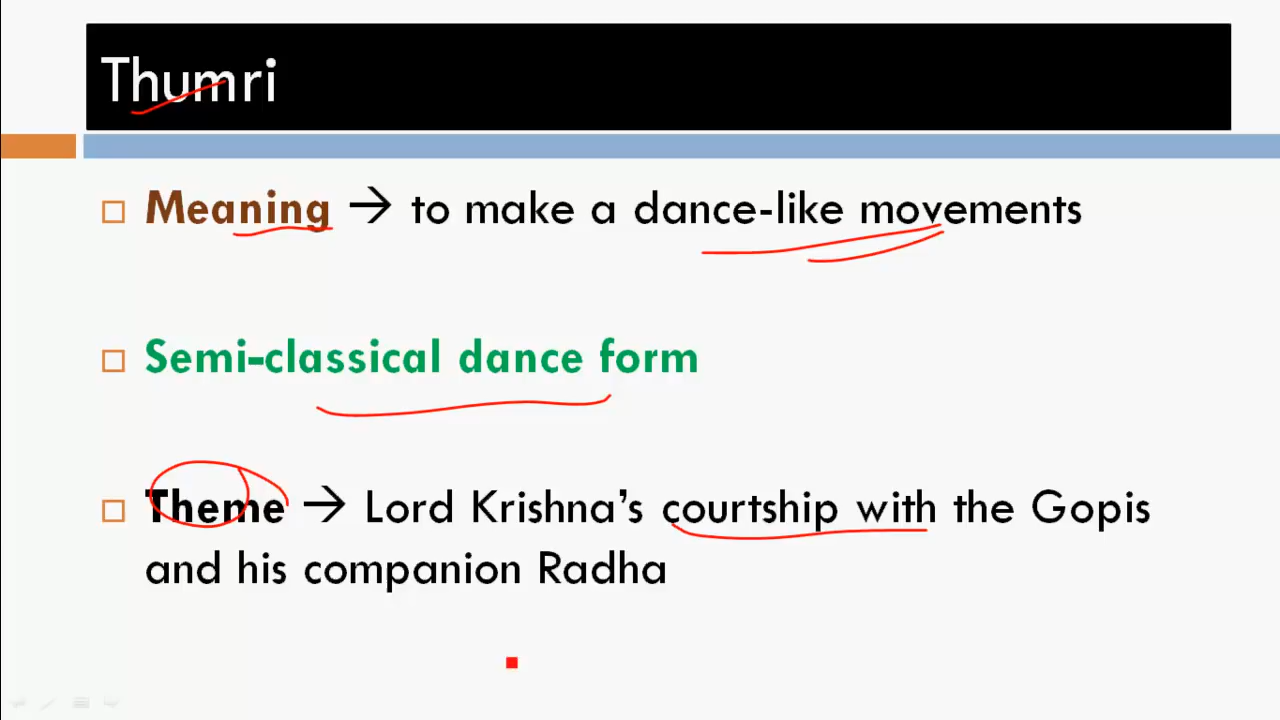 Thumri
Meaning → to make a dance-like movements
Semi-classical dance form
Theme → Lord Krishna’s courtship with the Gopis
and his companion Radha